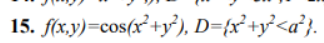 15. f(x,y)=cos(x²+y²), D={x²+y²<a²}.